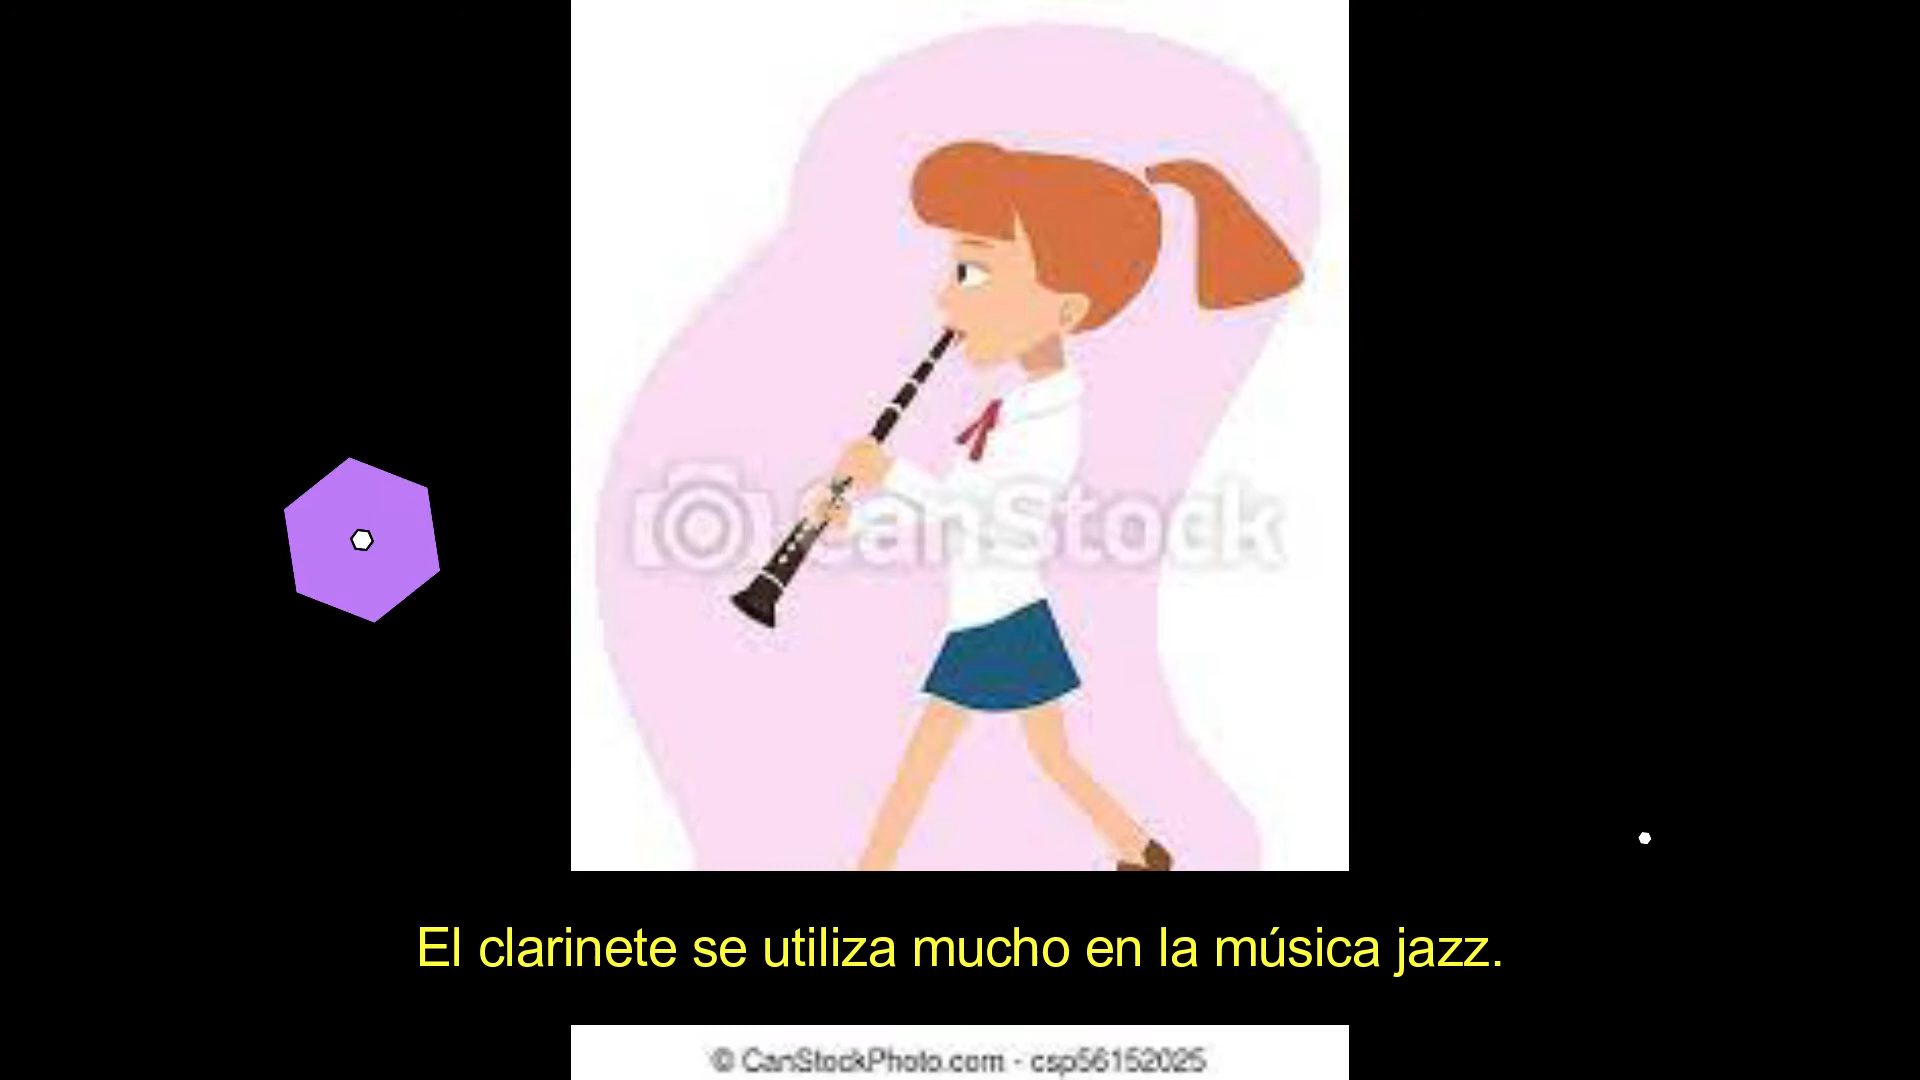 CanStock
El clarinete se utiliza mucho en la música jazz.
© CanStockPhoto.com - csp56152025